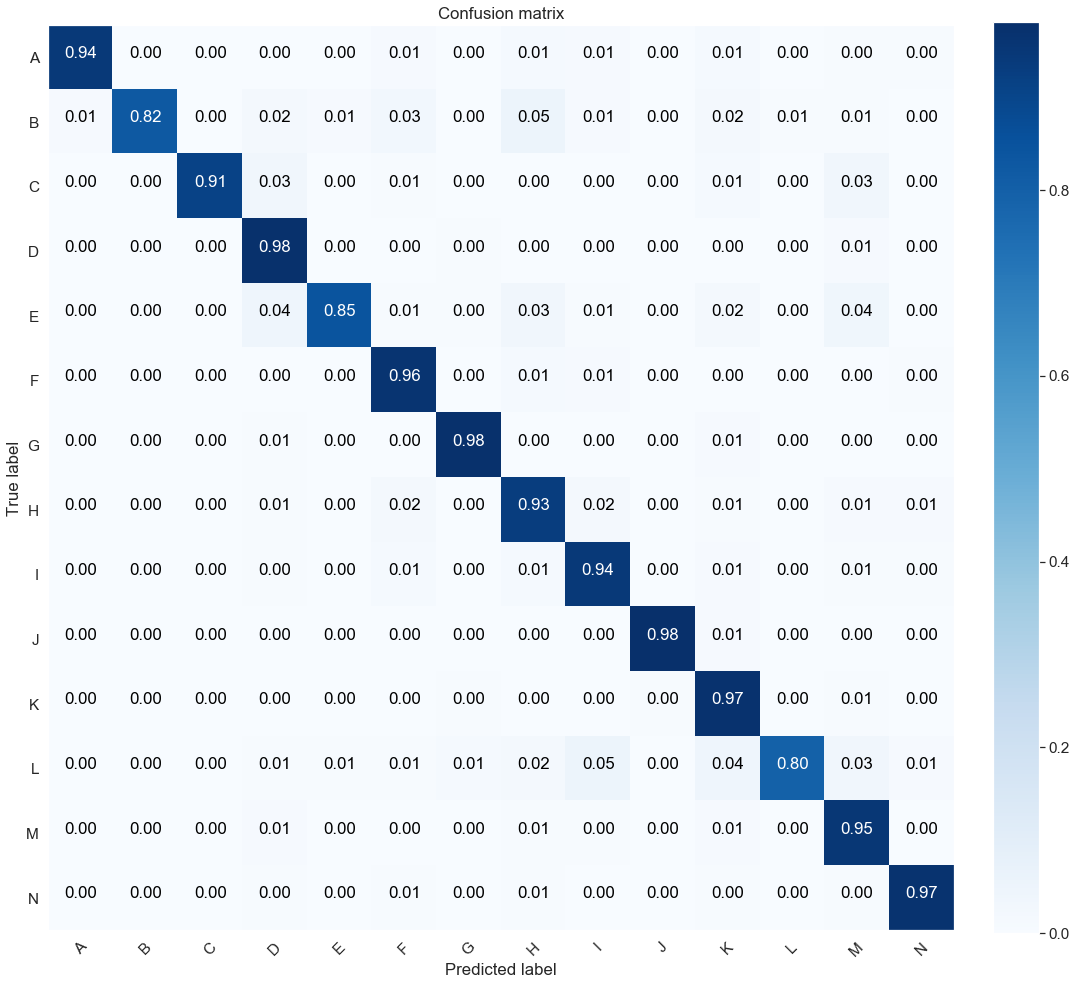 Confusion matrix
A 0.94 0.00 0.00 0.00 0.00 0.01 0.00 0.01 0.01 0.00 0.01 0.00 0.00 0.00
B 0.01 0.82 0.00 0.02 0.01 0.03 0.00 0.05 0.01 0.00 0.02 0.01 0.01 0.00
C 0.00 0.00 0.91 0.03 0.00 0.01 0.00 0.00 0.00 0.00 0.01 0.00 0.03 0.00
0.8
D 0.00 0.00 0.00 0.98 0.00 0.00 0.00 0.00 0.00 0.00 0.00 0.00 0.01 0.00
E 0.00 0.00 0.00 0.04 0.85 0.01 0.00 0.03 0.01 0.00 0.02 0.00 0.04 0.00
F 0.00 0.00 0.00 0.00 0.00 0.96 0.00 0.01 0.01 0.00 0.00 0.00 0.00 0.00
0.6
G 0.00 0.00 0.00 0.01 0.00 0.00 0.98 0.00 0.00 0.00 0.01 0.00 0.00 0.00
True label
H 0.00 0.00 0.00 0.01 0.00 0.02 0.00 0.93 0.02 0.00 0.01 0.00 0.01 0.01
0.4
I 0.00 0.00 0.00 0.00 0.00 0.01 0.00 0.01 0.94 0.00 0.01 0.00 0.01 0.00
J 0.00 0.00 0.00 0.00 0.00 0.00 0.00 0.00 0.00 0.98 0.01 0.00 0.00 0.00
K 0.00 0.00 0.00 0.00 0.00 0.00 0.00 0.00 0.00 0.00 0.97 0.00 0.01 0.00
0.2
L 0.00 0.00 0.00 0.01 0.01 0.01 0.01 0.02 0.05 0.00 0.04 0.80 0.03 0.01
M 0.00 0.00 0.00 0.01 0.00 0.00 0.00 0.01 0.00 0.00 0.01 0.00 0.95 0.00
N 0.00 0.00 0.00 0.00 0.00 0.01 0.00 0.01 0.00 0.00 0.00 0.00 0.00 0.97
0.0
A B C D E F G H I J K L M N
Predicted label